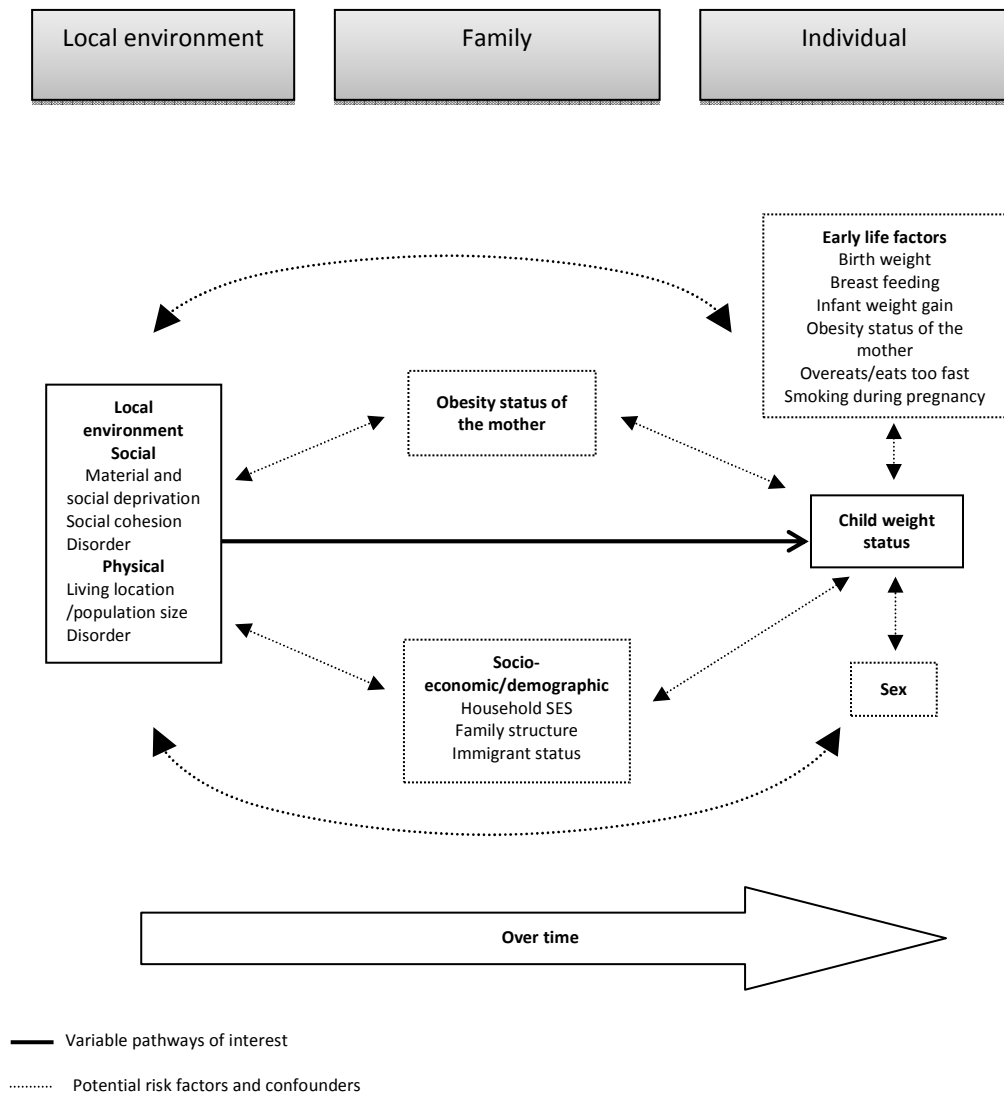 Local environment
Family
Individual
Early life factors
Birth weight
Breast feeding
Infant weight gain
Obesity status of the
mother
Overeats/eats too fast
Smoking during pregnancy
Local
environment
Social
Material and
social deprivation
Social cohesion
Disorder
Physical
Living location
/population size
Disorder
Obesity status of
the mother
Child weight
status
Socio-
economic/demographic
Household SES
Family structure
Immigrant status
Sex
Over time
Variable pathways of interest
Potential risk factors and confounders